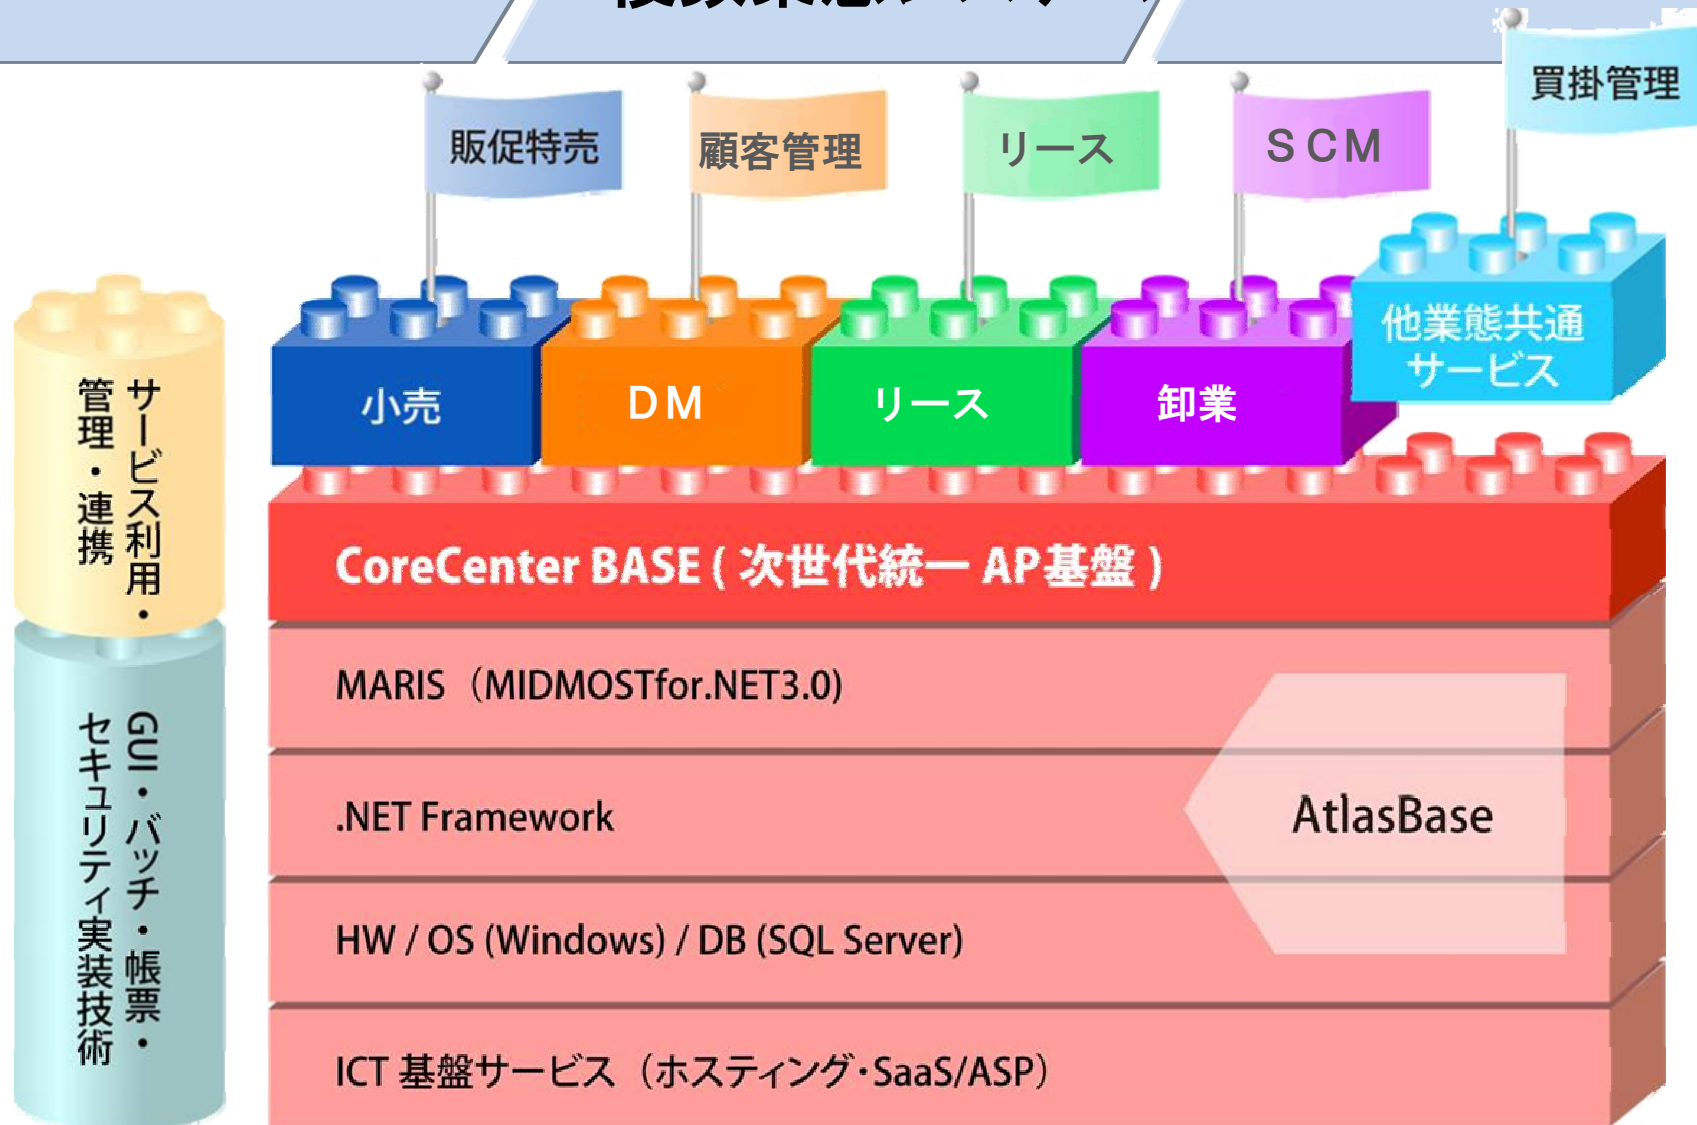 買掛管理
販促特売
顧客管理
リース
ＳＣＭ
他業態共通
サービス
小売
ＤＭ
リース
卸業
サービス利用・
管理・連携
CoreCenter BASE ( 次世代統一 AP基盤 )
MARIS（MIDMOSTfor.NET3.0)
.NET Framework
AtlasBase
HW / OS (Windows) / DB (SQL Server)
ICT 基盤サービス（ホスティング・SaaS/ASP）
GUI・バッチ・帳票・
セキュリティ実装技術